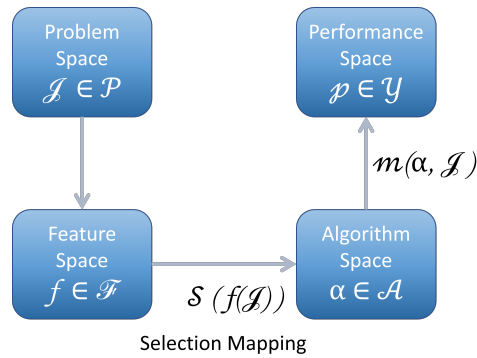 Problem
Space
𝒥 ∈ 𝒫
Performance
Space
𝓅 ∈ 𝒴
m(α, 𝒥)
Feature
Space
f ∈ ℱ
Algorithm
Space
α ∈ 𝒜
𝒮 (f(𝒥))
Selection Mapping